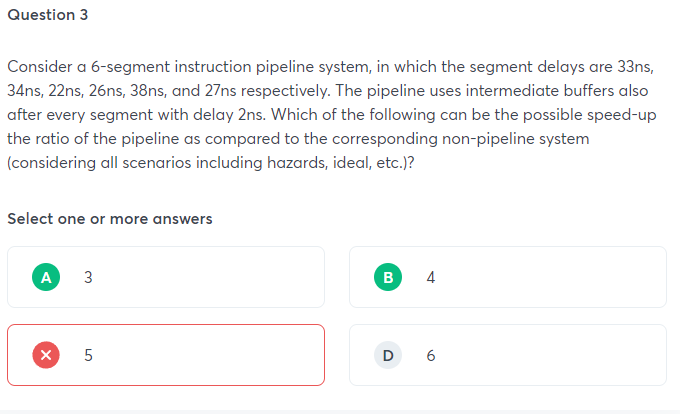 Question 3
Consider a 6-segment instruction pipeline system, in which the segment delays are 33ns,
34ns, 22ns, 26ns, 38ns, and 27ns respectively. The pipeline uses intermediate buffers also
after every segment with delay 2ns. Which of the following can be the possible speed-up
the ratio of the pipeline as compared to the corresponding non-pipeline system
(considering all scenarios including hazards, ideal, etc.)?
Select one or more answers
A 3
B 4
5
D 6